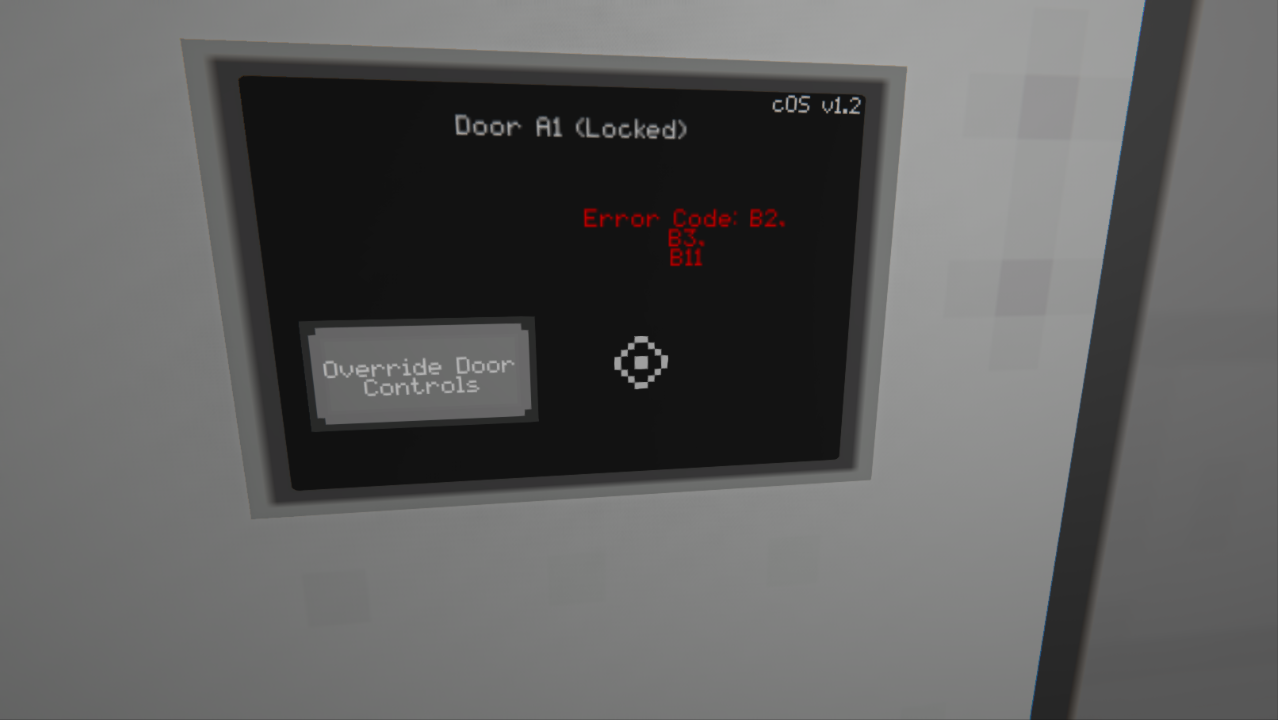 cOS v1.2
Door A1 (Locked)
Error Code: B2,
B3,
B11
Override Door
Controls